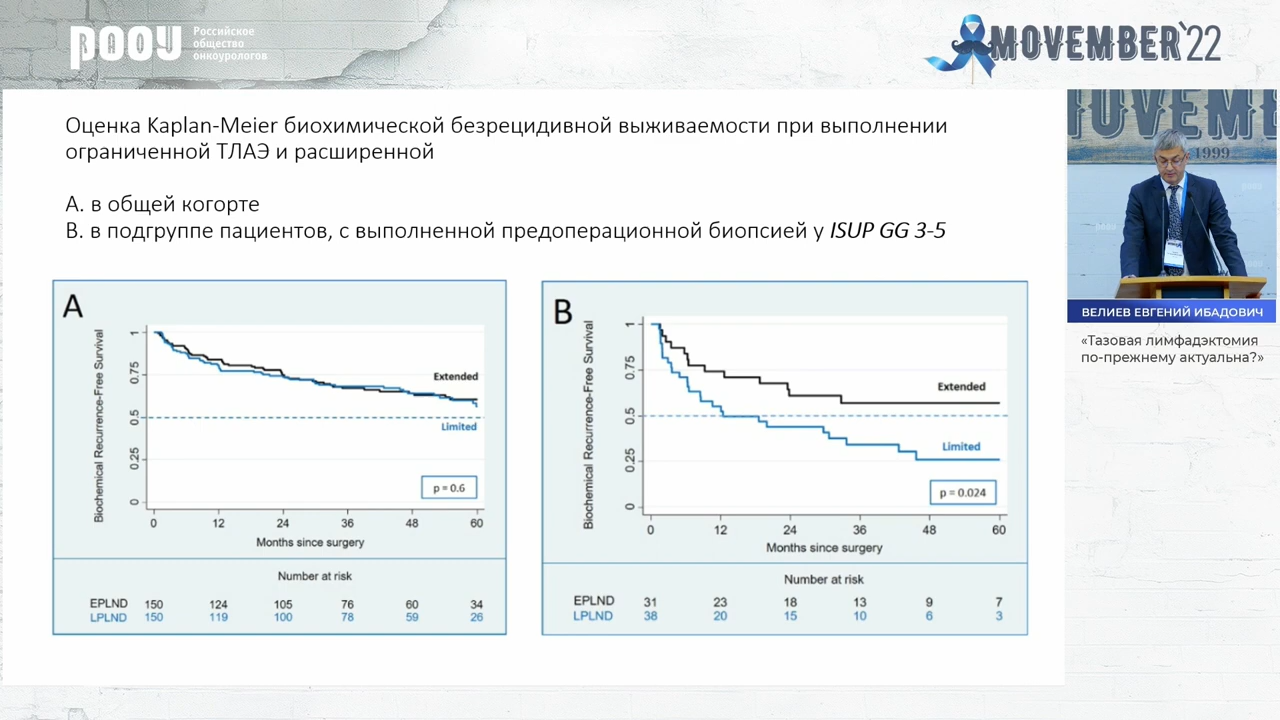 РООУ
Российское
общество
онкоурологов
MOVEMBER'22
Оценка Kaplan-Meier биохимической безрецидивной выживаемости при выполнении
ограниченной ТЛАЭ и расширенной
А. в общей когорте
В. в подгруппе пациентов, с выполненной предоперационной биопсией у ISUP GG 3-5
A
Biochemical Recurrence-Free Survival
1
0.75
0.5
0.25
0
Extended
Limited
p = 0.6
0 12 24 36 48 60
Months since surgery
Number at risk
EPLND 150 124 105 76 60 34
LPLND 150 119 100 78 59 26
B
Biochemical Recurrence-Free Survival
1
0.75
0.5
0.25
0
Extended
Limited
p = 0.024
0 12 24 36 48 60
Months since surgery
Number at risk
EPLND 31 23 18 13 9 7
LPLND 38 20 15 10 6 3
1999
ВЕЛИЕВ ЕВГЕНИЙ ИБАДОВИЧ
«Тазовая лимфадэктомия
по-прежнему актуальна?»